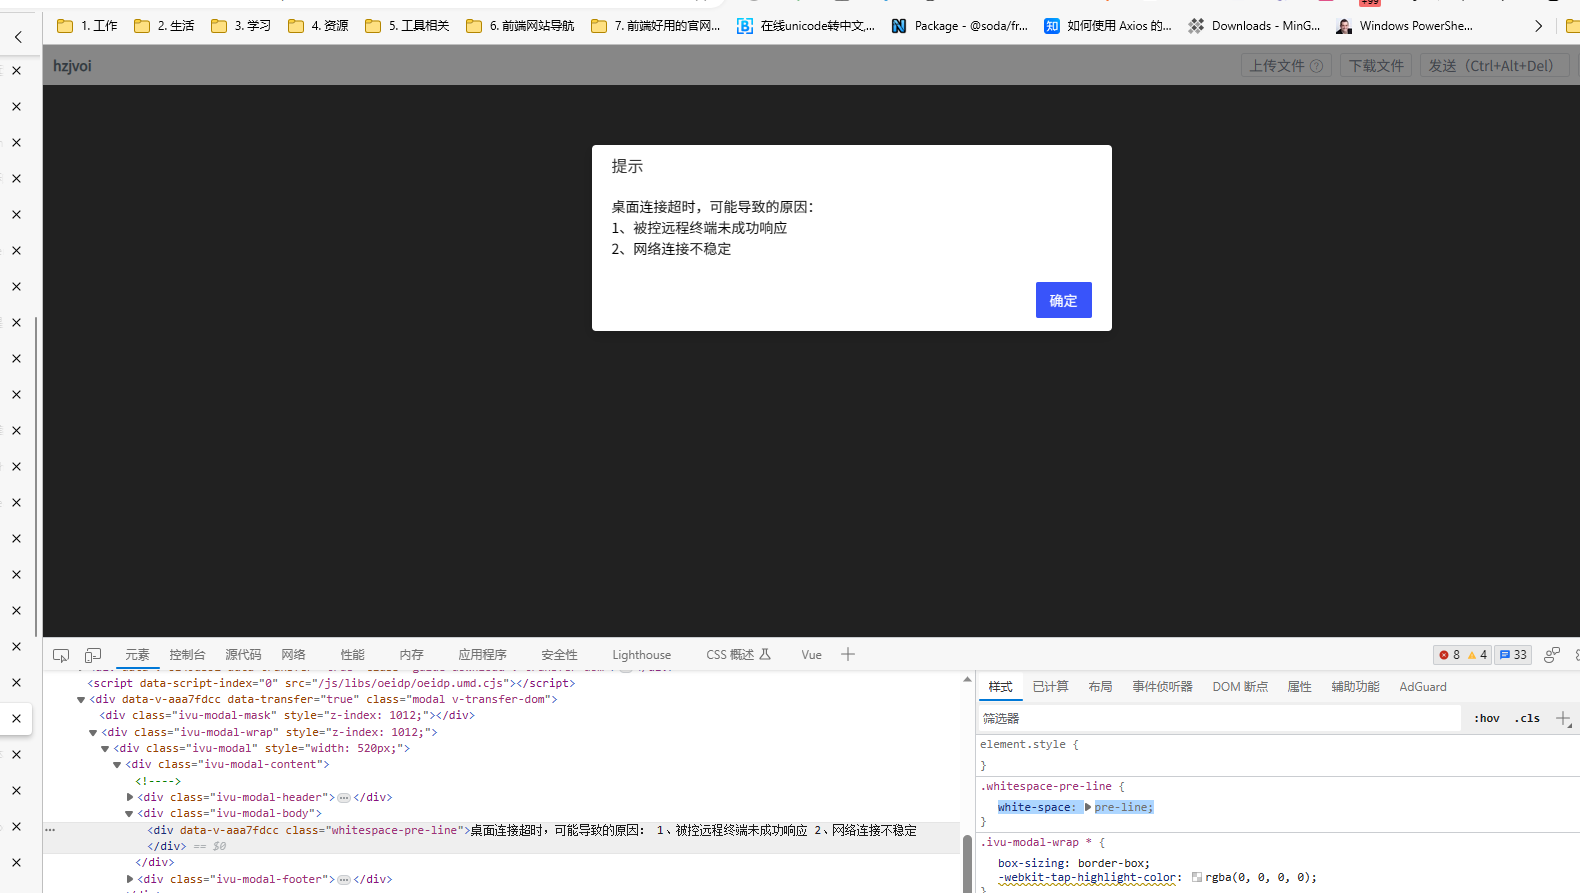 1. 工作 2. 生活 3. 学习 4. 资源 5. 工具相关 6. 前端网站导航 7. 前端好用的官网... 在线unicode转中文,... Package - @soda/fr... 如何使用 Axios 的... Downloads - MinG... Windows PowerShe...
hzjvoi 上传文件 下载文件 发送（Ctrl+Alt+Del）
提示
桌面连接超时，可能导致的原因：
1、被控远程终端未成功响应
2、网络连接不稳定
确定
元素 控制台 源代码 网络 性能 内存 应用程序 安全性 Lighthouse CSS 概述 Vue 8 4 33
<script data-script-index="0" src="/js/libs/oeidp/oeidp.umd.cjs"></script>
<div data-v-aaa7fdcc data-transfer="true" class="modal v-transfer-dom">
<div class="ivu-modal-mask" style="z-index: 1012;"></div>
<div class="ivu-modal-wrap" style="z-index: 1012;">
<div class="ivu-modal" style="width: 520px;">
<div class="ivu-modal-content">
<!---->
<div class="ivu-modal-header"></div>
<div class="ivu-modal-body">
<div data-v-aaa7fdcc class="whitespace-pre-line">桌面连接超时，可能导致的原因： 1、被控远程终端未成功响应 2、网络连接不稳定
</div> == $0
</div>
<div class="ivu-modal-footer"></div>
样式 已计算 布局 事件侦听器 DOM 断点 属性 辅助功能 AdGuard
筛选器 :hov .cls
element.style {
}
.whitespace-pre-line {
white-space: pre-line;
}
.ivu-modal-wrap * {
box-sizing: border-box;
-webkit-tap-highlight-color: rgba(0, 0, 0, 0);